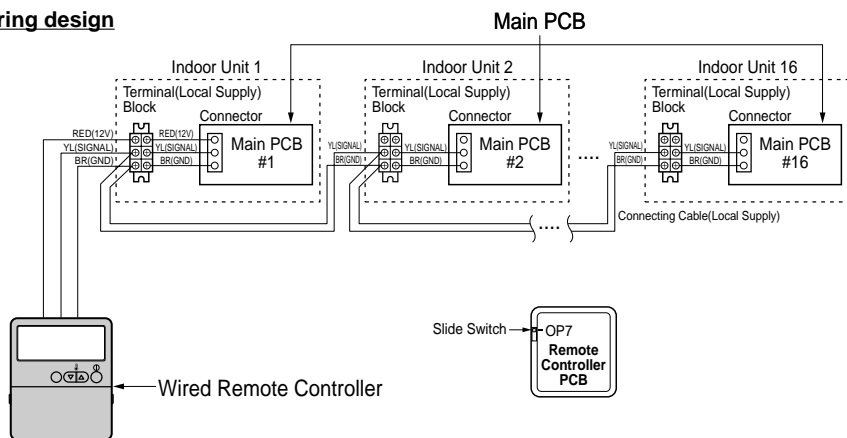 ring design
Main PCB
Indoor Unit 1
Indoor Unit 2
Indoor Unit 16
Terminal(Local Supply)
Block
Connector
RED(12V)
YL(SIGNAL)
BR(GND)
RED(12V)
YL(SIGNAL)
BR(GND)
Main PCB
#1
YL(SIGNAL)
BR(GND)
Terminal(Local Supply)
Block
Connector
YL(SIGNAL)
BR(GND)
Main PCB
#2
....
YL(SIGNAL)
BR(GND)
Terminal(Local Supply)
Block
Connector
YL(SIGNAL)
BR(GND)
Main PCB
#16
....
Connecting Cable(Local Supply)
Slide Switch
OP7
Remote
Controller
PCB
Wired Remote Controller